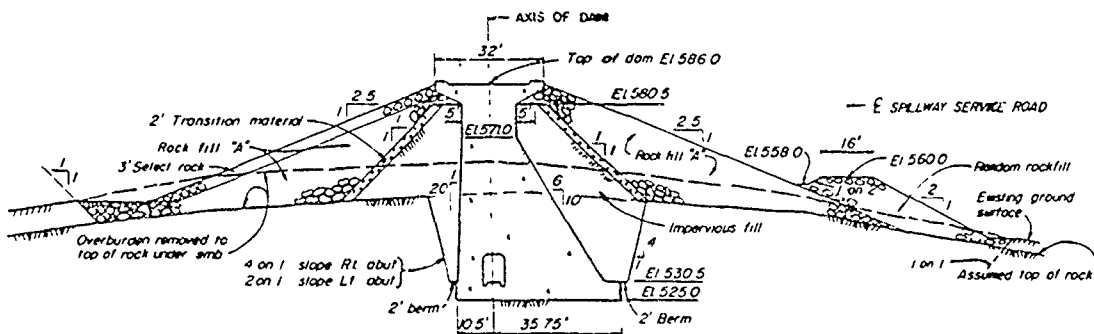 AXIS OF DAM
32'
Top of dam El 586.0
El.580.5
2.5
1
1
1
5'
5'
El.571.0
2' Transition material
Rock fill "A"
3' Select rock
1
1
20
1
6
10
1
1
Rock fill "A"
2.5
1
El.558.0
℄ SPILLWAY SERVICE ROAD
16'
El 560.0
Random rockfill
1 on 2
2
1
Existing ground
surface
1 on 1
Assumed top of rock
Impervious fill
4
1
Overburden removed to
top of rock under emb
4 on 1 slope Rt abut
2 on 1 slope Lt abut
2' berm
El 530.5
El 525.0
2' Berm
10.5'
35.75'